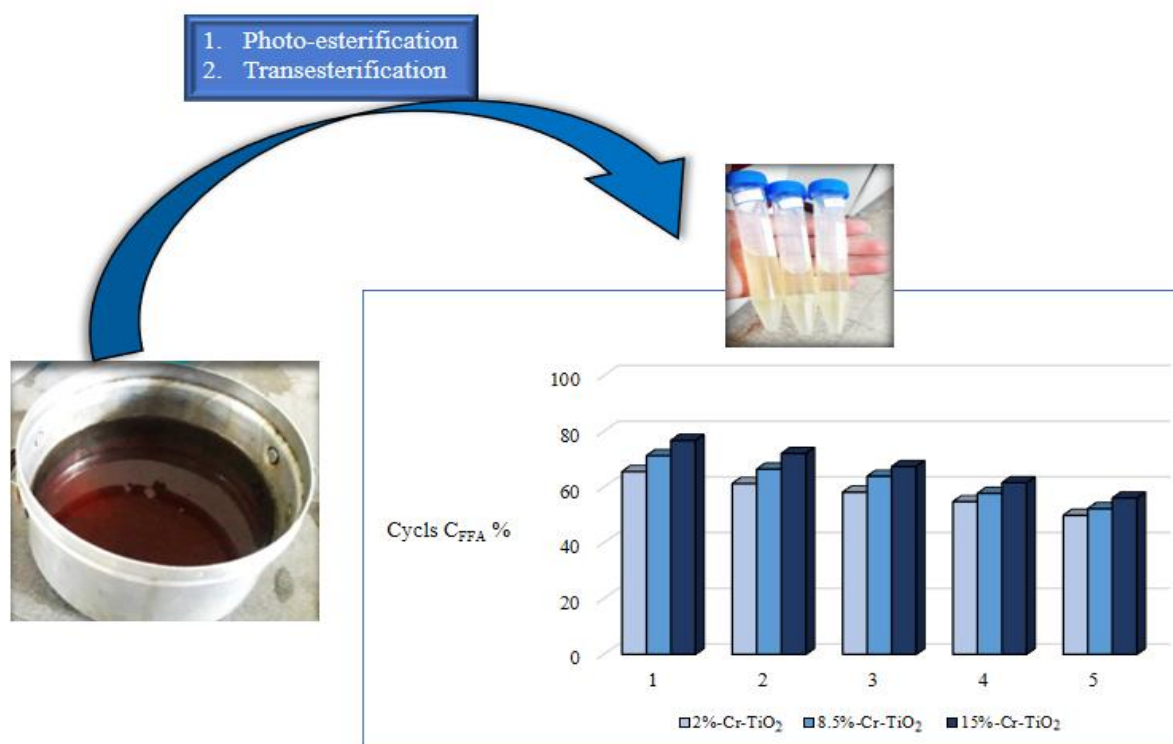 1. Photo-esterification
2. Transesterification
100
80
60
40
20
0
Cycls C_FFA %
1 2 3 4 5
2%-Cr-TiO₂ 8.5%-Cr-TiO₂ 15%-Cr-TiO₂